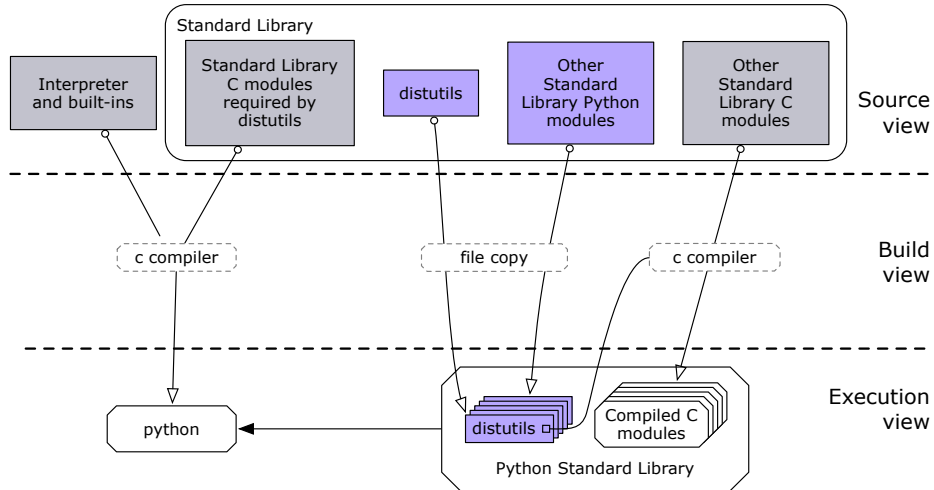 Standard Library
Interpreter
and built-ins
Standard Library
C modules
required by
distutils
distutils
Other
Standard
Library Python
modules
Other
Standard
Library C
modules
Source
view
c compiler
file copy
c compiler
Build
view
python
distutils
Compiled C
modules
Python Standard Library
Execution
view